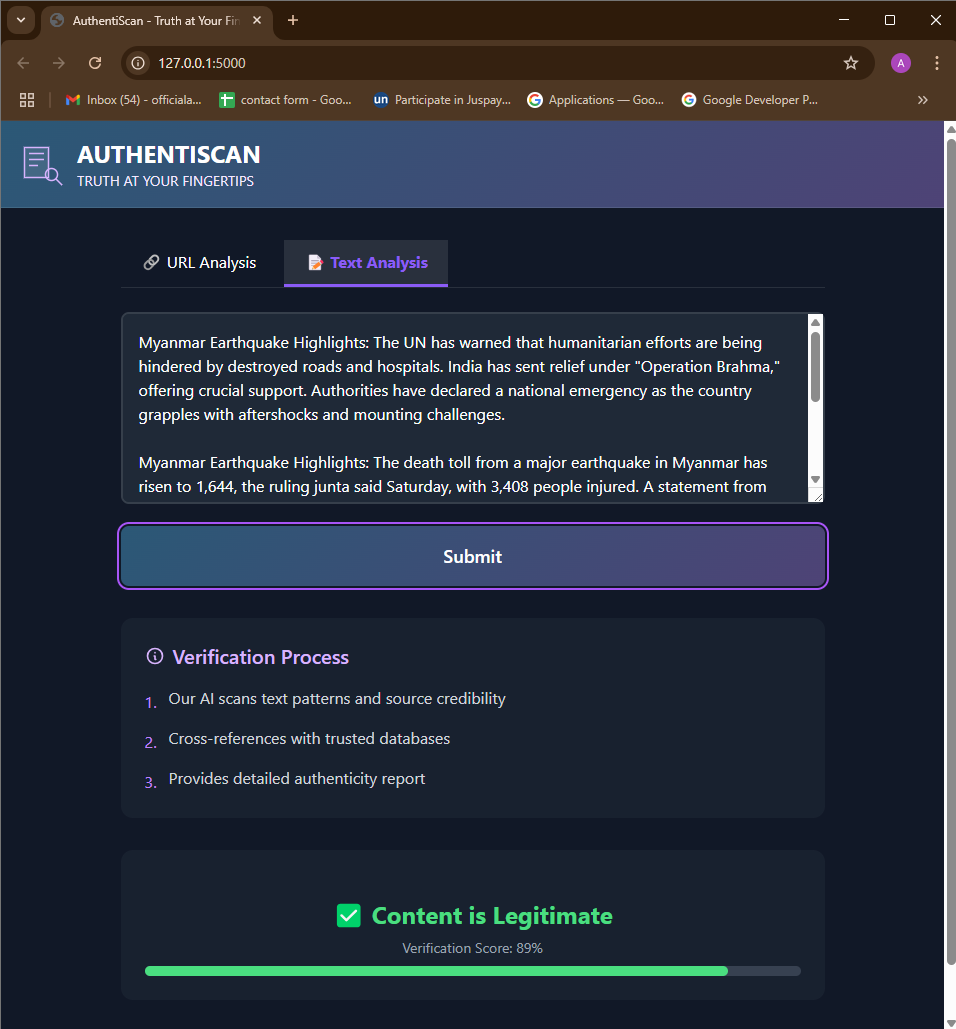 AuthentiScan - Truth at Your Fin
127.0.0.1:5000
A
Inbox (54) - officiala...
contact form - Goo...
un Participate in Juspay...
Applications — Goo...
Google Developer P...
AUTHENTISCAN
TRUTH AT YOUR FINGERTIPS
URL Analysis
Text Analysis
Myanmar Earthquake Highlights: The UN has warned that humanitarian efforts are being
hindered by destroyed roads and hospitals. India has sent relief under "Operation Brahma,"
offering crucial support. Authorities have declared a national emergency as the country
grapples with aftershocks and mounting challenges.
Myanmar Earthquake Highlights: The death toll from a major earthquake in Myanmar has
risen to 1,644, the ruling junta said Saturday, with 3,408 people injured. A statement from
Submit
Verification Process
1. Our AI scans text patterns and source credibility
2. Cross-references with trusted databases
3. Provides detailed authenticity report
Content is Legitimate
Verification Score: 89%